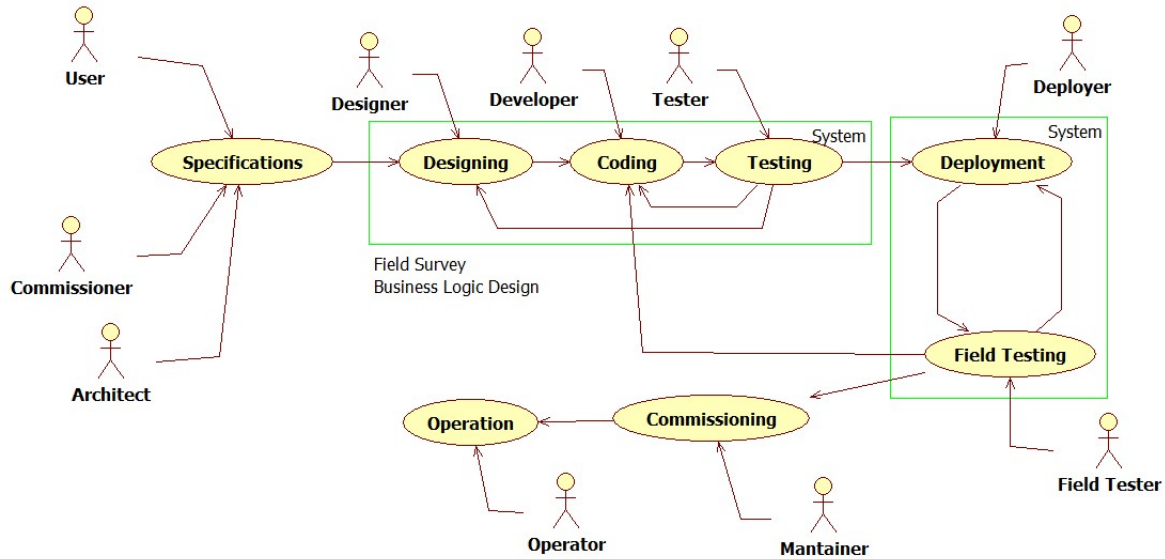 User
Designer
Developer
Tester
Deployer
System
System
Specifications
Designing
Coding
Testing
Deployment
Field Survey
Business Logic Design
Commissioner
Architect
Field Testing
Operation
Commissioning
Field Tester
Operator
Mantainer